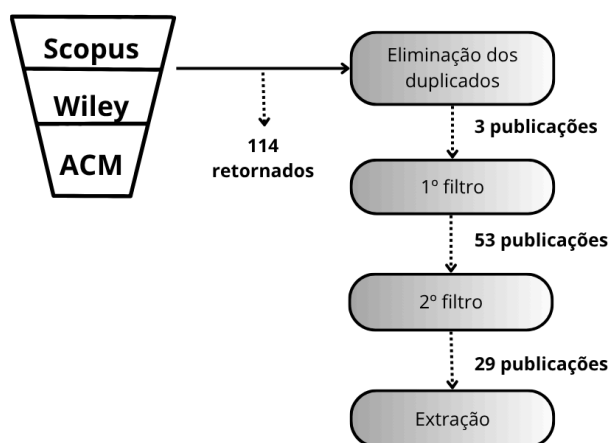 Scopus
Wiley
ACM
114
retornados
Eliminação dos
duplicados
3 publicações
1º filtro
53 publicações
2º filtro
29 publicações
Extração